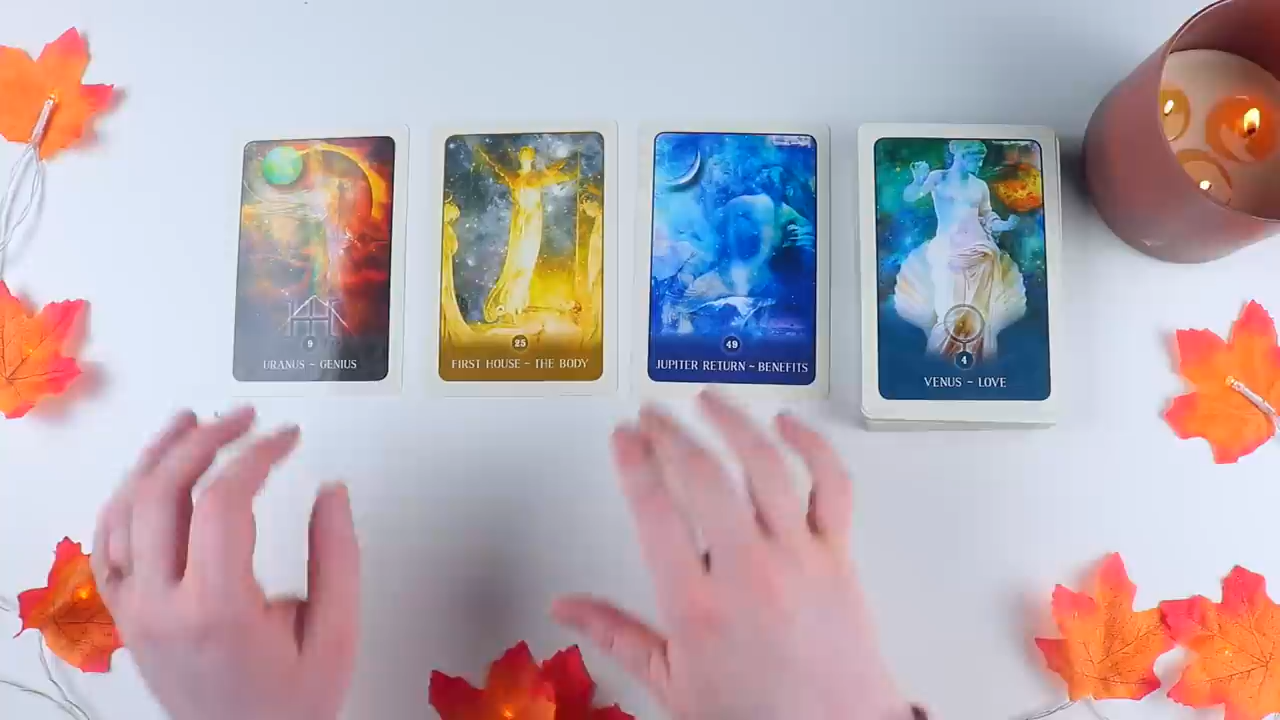 9
URANUS ~ GENIUS
25
FIRST HOUSE ~ THE BODY
49
JUPITER RETURN ~ BENEFITS
4
VENUS ~ LOVE